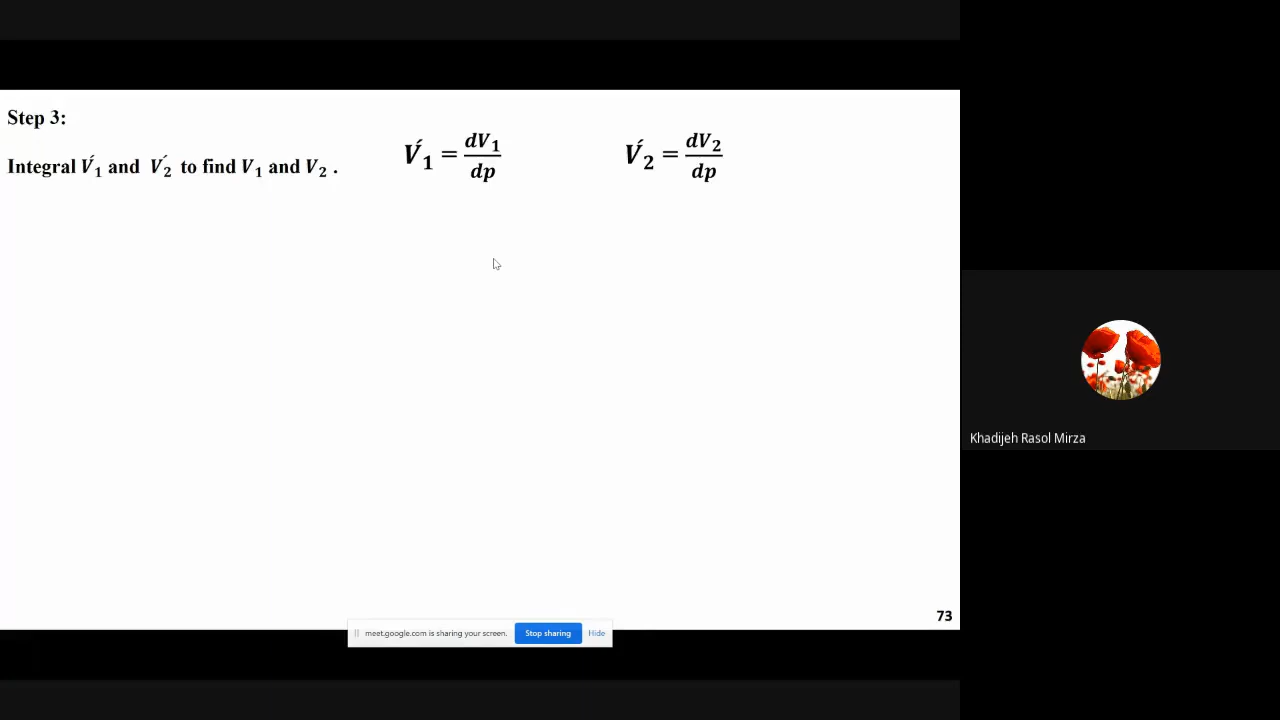 Step 3:
Integral V́₁ and V́₂ to find V₁ and V₂ .
V́₁ = dV₁/dp
V́₂ = dV₂/dp
Khadijeh Rasol Mirza
73
meet.google.com is sharing your screen. Stop sharing Hide